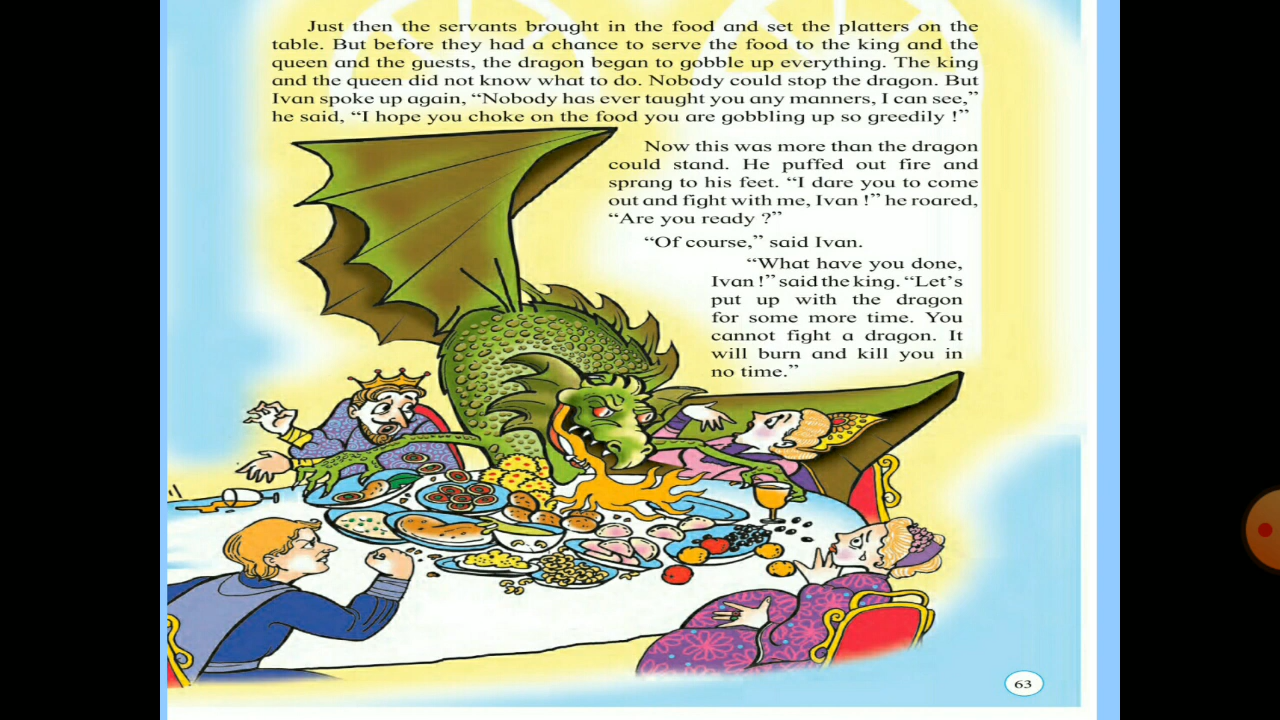 Just then the servants brought in the food and set the platters on the
table. But before they had a chance to serve the food to the king and the
queen and the guests, the dragon began to gobble up everything. The king
and the queen did not know what to do. Nobody could stop the dragon. But
Ivan spoke up again, “Nobody has ever taught you any manners, I can see,”
he said, “I hope you choke on the food you are gobbling up so greedily !”
Now this was more than the dragon
could stand. He puffed out fire and
sprang to his feet. “I dare you to come
out and fight with me, Ivan !” he roared,
“Are you ready ?”
“Of course,” said Ivan.
“What have you done,
Ivan !” said the king. “Let’s
put up with the dragon
for some more time. You
cannot fight a dragon. It
will burn and kill you in
no time.”
63